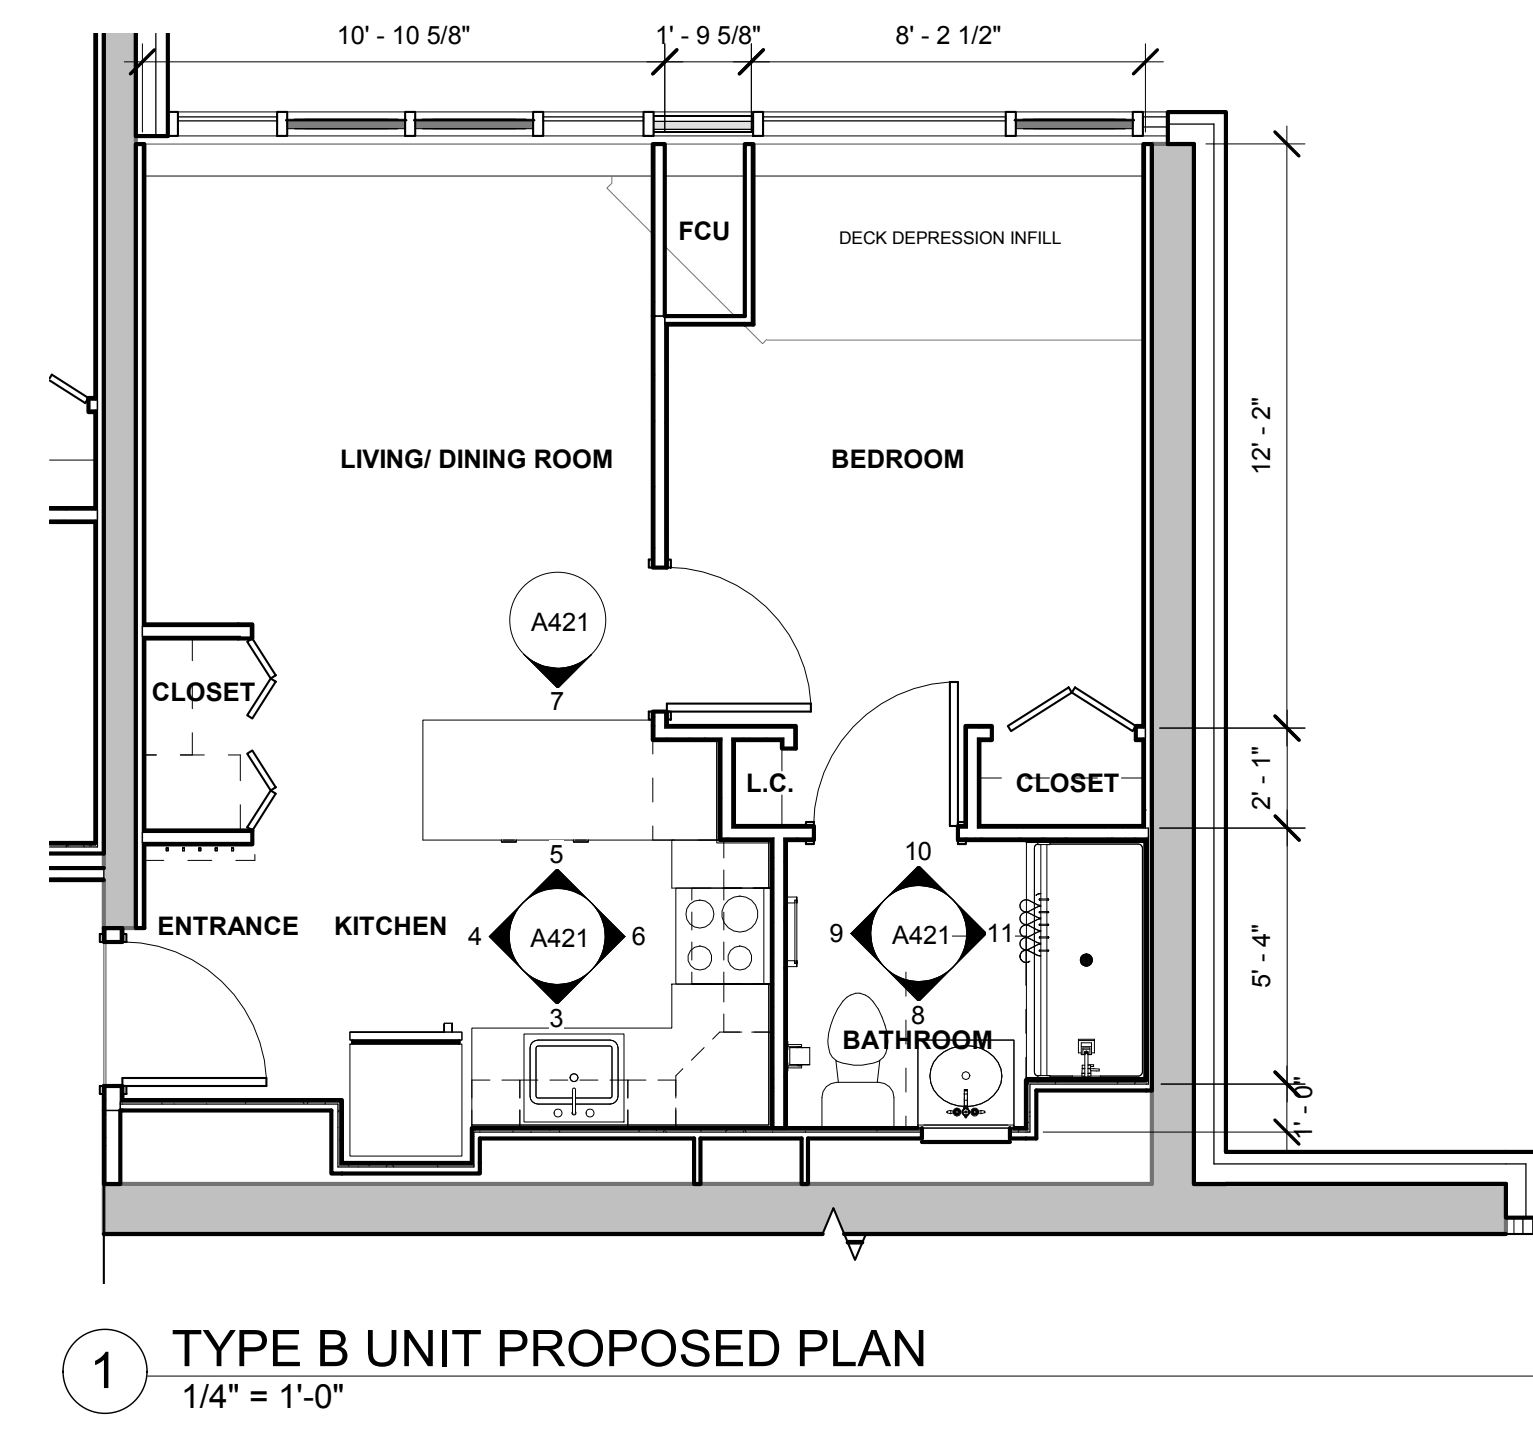 10' - 10 5/8"
1' - 9 5/8"
8' - 2 1/2"
FCU
DECK DEPRESSION INFILL
12' - 2"
LIVING/ DINING ROOM
BEDROOM
A421
7
CLOSET
L.C.
CLOSET
2' - 1"
5
10
ENTRANCE
KITCHEN
4
A421
6
9
A421
11
5' - 4"
3
8
BATHROOM
1' - 0"
1
TYPE B UNIT PROPOSED PLAN
1/4" = 1'-0"